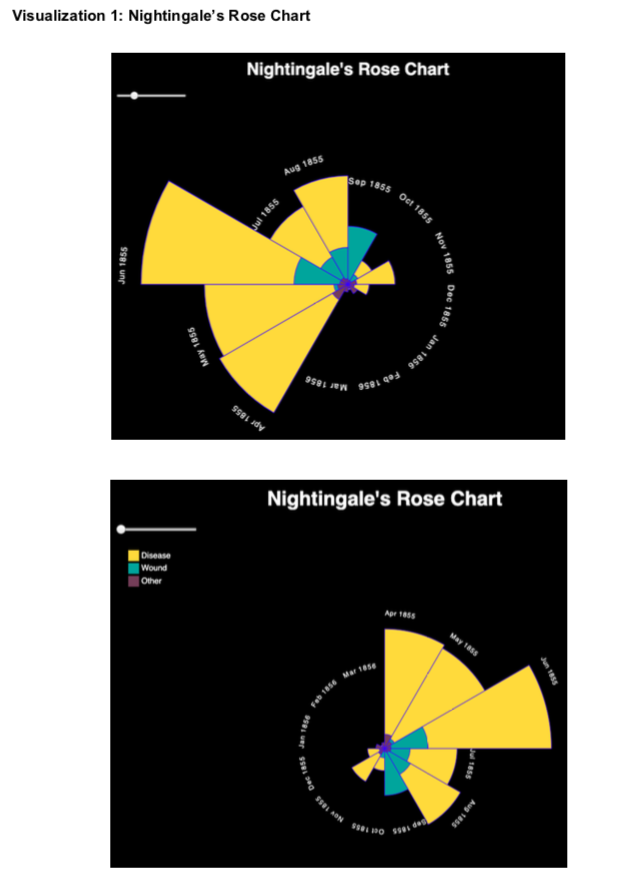 Visualization 1: Nightingale's Rose Chart
Nightingale's Rose Chart
Aug 1855
Sep 1855
Oct 1855
Jul 1855
Nov 1855
Jun 1855
Dec 1855
Jan 1856
May 1855
Feb 1856
Mar 1856
Apr 1855
Nightingale's Rose Chart
Disease
Wound
Other
Apr 1855
May 1855
Jun 1855
Mar 1856
Feb 1856
Jan 1856
Jul 1855
Dec 1855
Aug 1855
Nov 1855
Oct 1855
Sep 1855